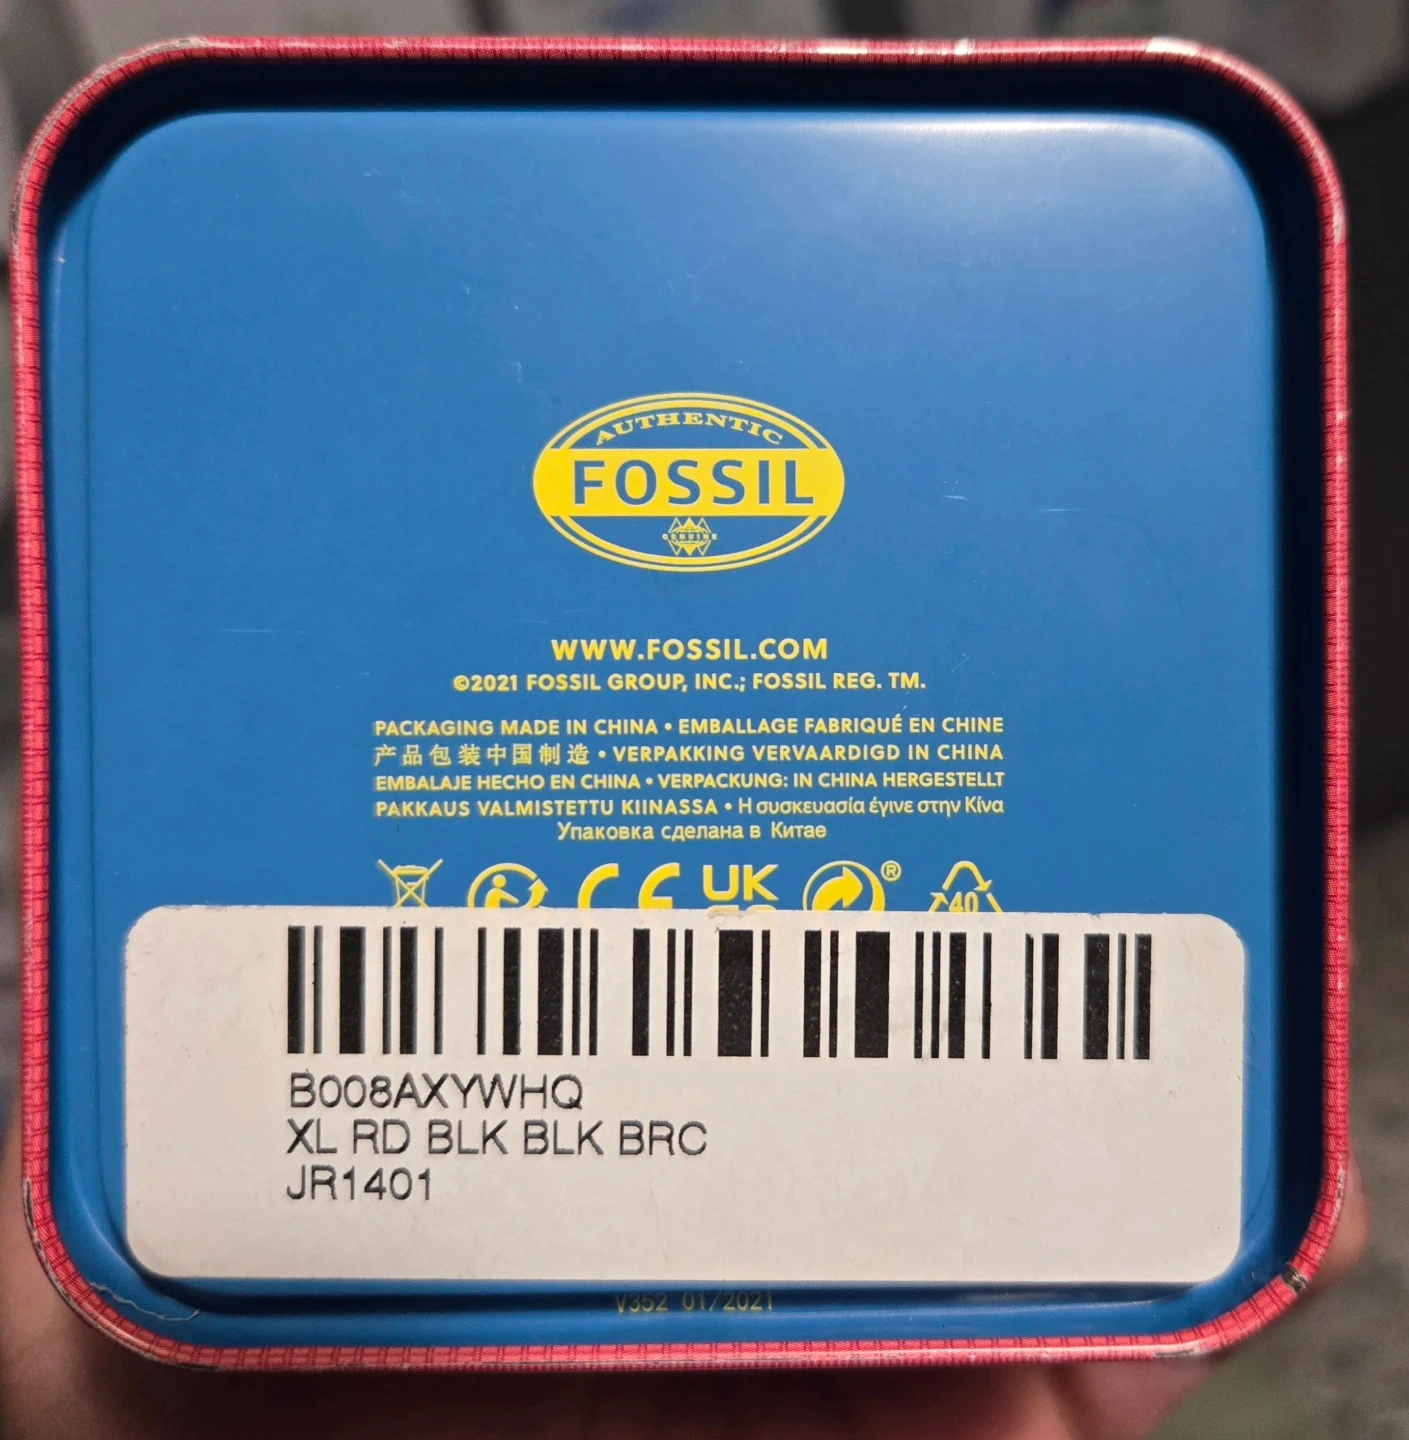 AUTHENTIC
FOSSIL
GENUINE
WWW.FOSSIL.COM
©2021 FOSSIL GROUP, INC.; FOSSIL REG. TM.
PACKAGING MADE IN CHINA • EMBALLAGE FABRIQUÉ EN CHINE
产品包装中国制造 • VERPAKKING VERVAARDIGD IN CHINA
EMBALAJE HECHO EN CHINA • VERPACKUNG: IN CHINA HERGESTELLT
PAKKAUS VALMISTETTU KIINASSA • Η συσκευασία έγινε στην Κίνα
Упаковка сделана в Китае
CE UK ® 40
B008AXYWHQ
XL RD BLK BLK BRC
JR1401
V352 01/2021